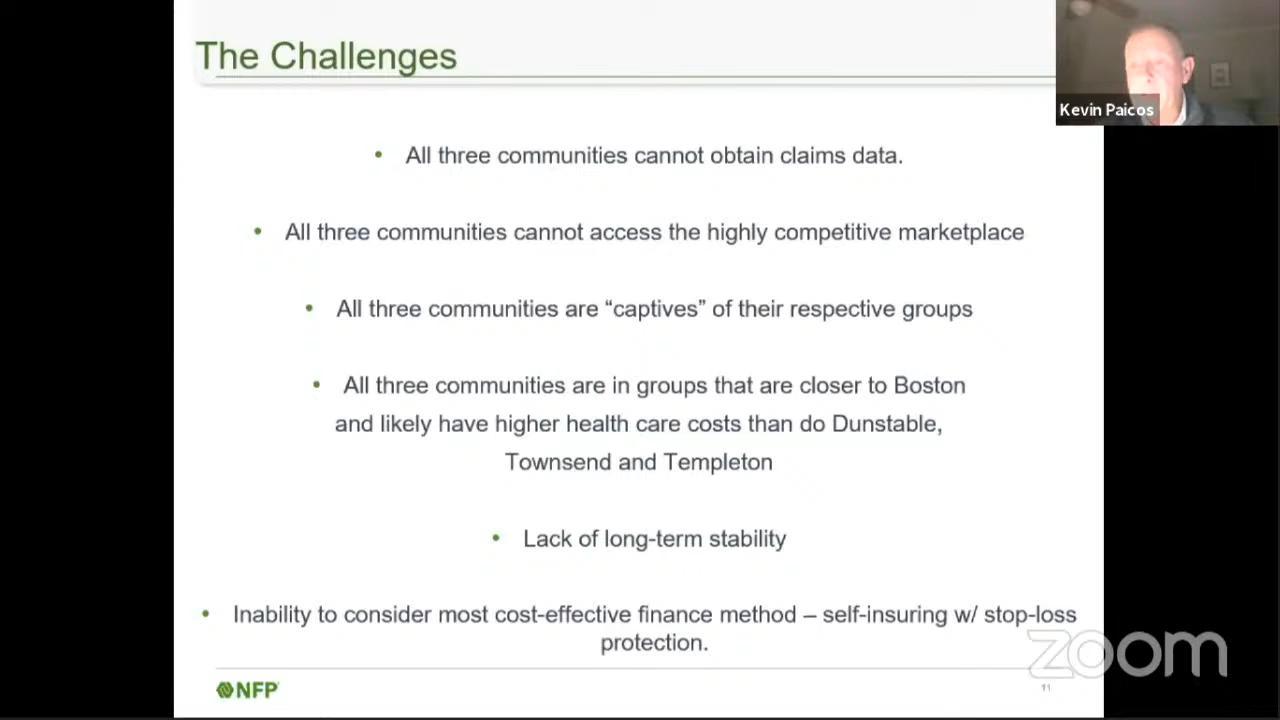 The Challenges
Kevin Paicos
• All three communities cannot obtain claims data.
• All three communities cannot access the highly competitive marketplace
• All three communities are “captives” of their respective groups
• All three communities are in groups that are closer to Boston
and likely have higher health care costs than do Dunstable,
Townsend and Templeton
• Lack of long-term stability
• Inability to consider most cost-effective finance method – self-insuring w/ stop-loss
protection.
zoom
NFP
11